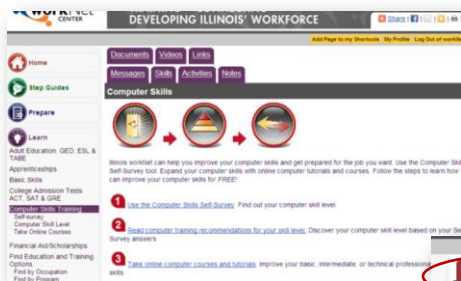 WORKNET
CENTER
DEVELOPING ILLINOIS' WORKFORCE
Share
Add Page to my Shortcuts My Profile Log Out of
Home
Step Guides
Prepare
Learn
Adult Education: GED, ESL &
TABE
Apprenticeships
Basic Skills
College Admission Tests
ACT, SAT & GRE
Computer Skills Training
Self-survey
Computer Skill Level
Take Online Courses
Financial Aid/Scholarships
Find Education and Training
Options
Find by Occupation
Find by Program
Documents Videos Links
Messages Skills Activities Notes
Computer Skills
Illinois workNet can help you improve your computer skills and get prepared for the job you want. Use the Computer
Self-Survey tool. Expand your computer skills with online computer tutorials and courses. Follow the steps to learn how
can improve your computer skills for FREE!
1 Use the Computer Skills Self-Survey. Find out your computer skill level.
2 Read computer training recommendations for your skill level. Discover your computer skill level based on your
Survey answers
3 Take online computer courses and tutorials. Improve your basic, intermediate, or technical professional
skills